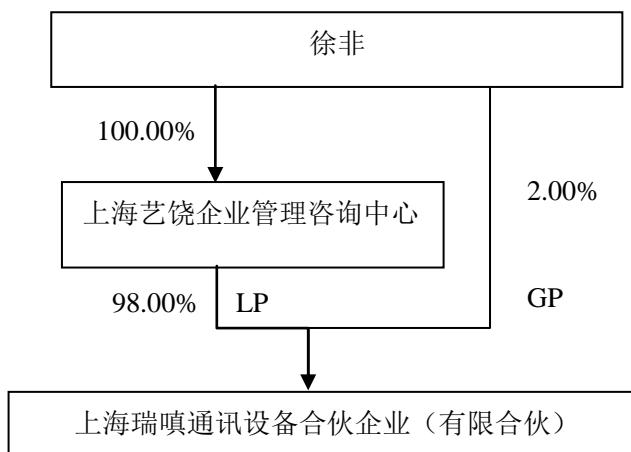 徐非
100.00%
2.00%
上海艺饶企业管理咨询中心
98.00% LP
GP
上海瑞嗔通讯设备合伙企业（有限合伙）